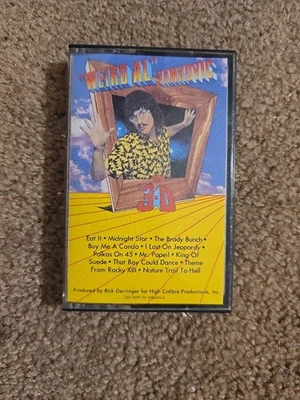 "WEIRD AL" YANKOVIC
IN
3-D
Eat It • Midnight Star • The Brady Bunch •
Buy Me A Condo • I Lost On Jeopardy •
Polkas On 45 • Mr. Popeil • King Of
Suede • That Boy Could Dance • Theme
From Rocky XIII • Nature Trail To Hell
Produced by Rick Derringer for High Calibre Productions, Inc.